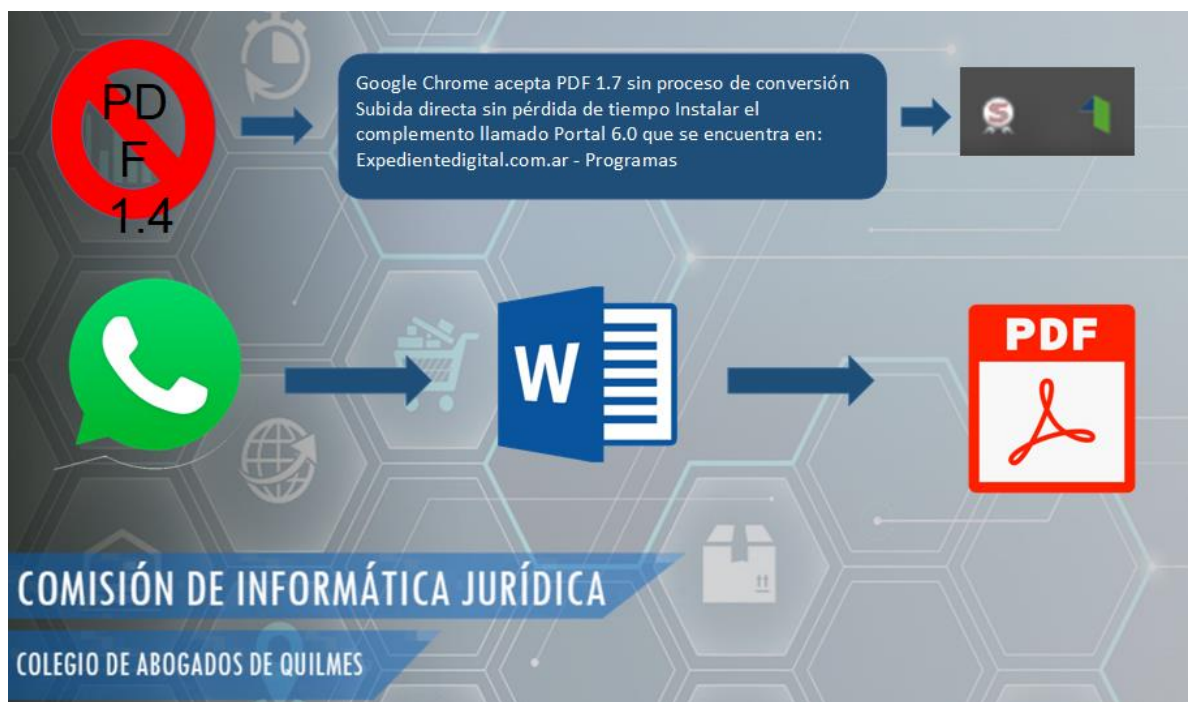 PD
F
1.4
Google Chrome acepta PDF 1.7 sin proceso de conversión
Subida directa sin pérdida de tiempo Instalar el
complemento llamado Portal 6.0 que se encuentra en:
Expedientedigital.com.ar - Programas
S
W
PDF
COMISIÓN DE INFORMÁTICA JURÍDICA
COLEGIO DE ABOGADOS DE QUILMES